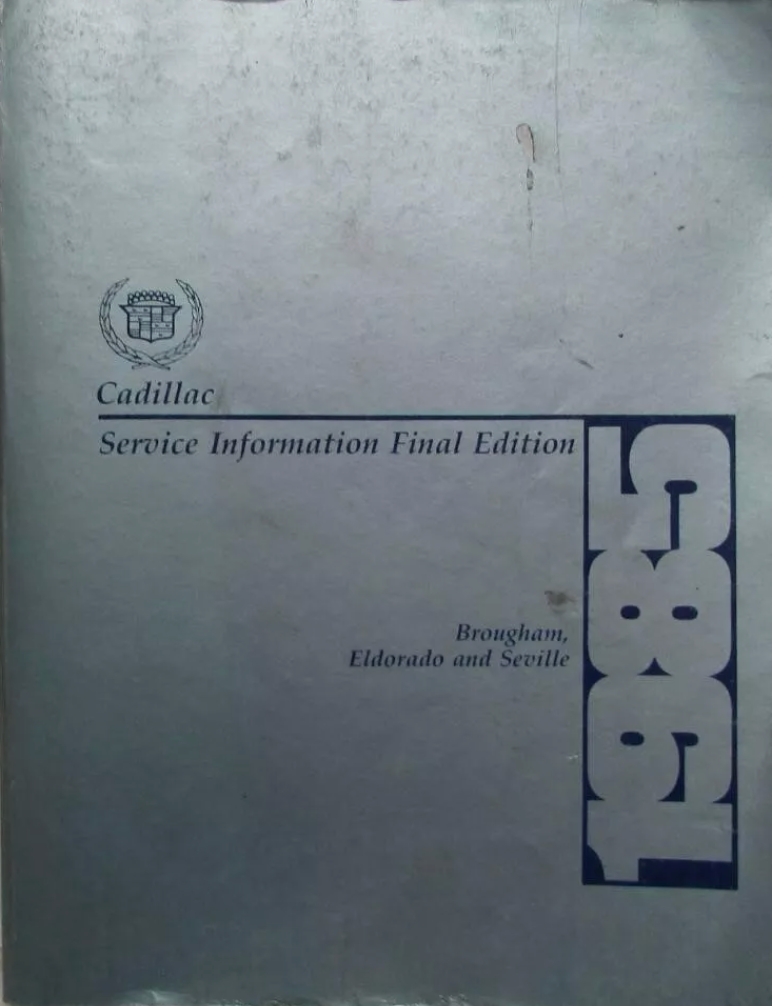 Cadillac
Service Information Final Edition
1985
Brougham,
Eldorado and Seville